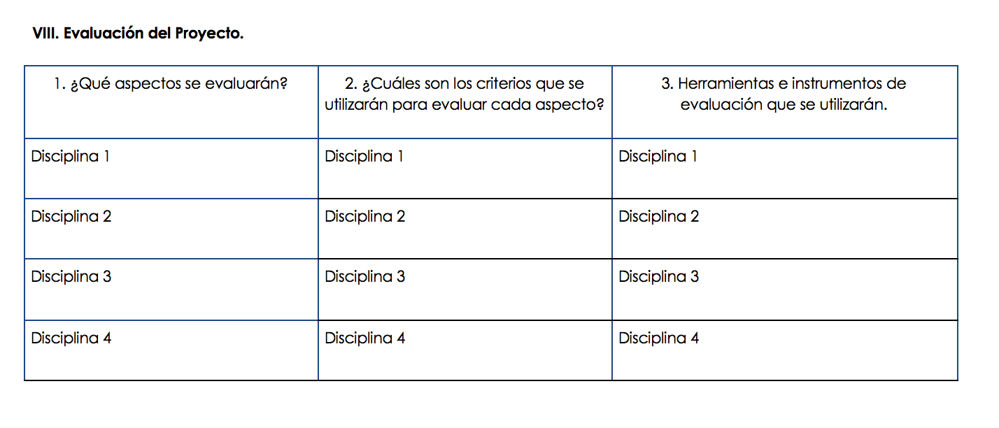 VIII. Evaluación del Proyecto.
1. ¿Qué aspectos se evaluarán?
2. ¿Cuáles son los criterios que se
utilizarán para evaluar cada aspecto?
3. Herramientas e instrumentos de
evaluación que se utilizarán.
Disciplina 1
Disciplina 1
Disciplina 1
Disciplina 2
Disciplina 2
Disciplina 2
Disciplina 3
Disciplina 3
Disciplina 3
Disciplina 4
Disciplina 4
Disciplina 4